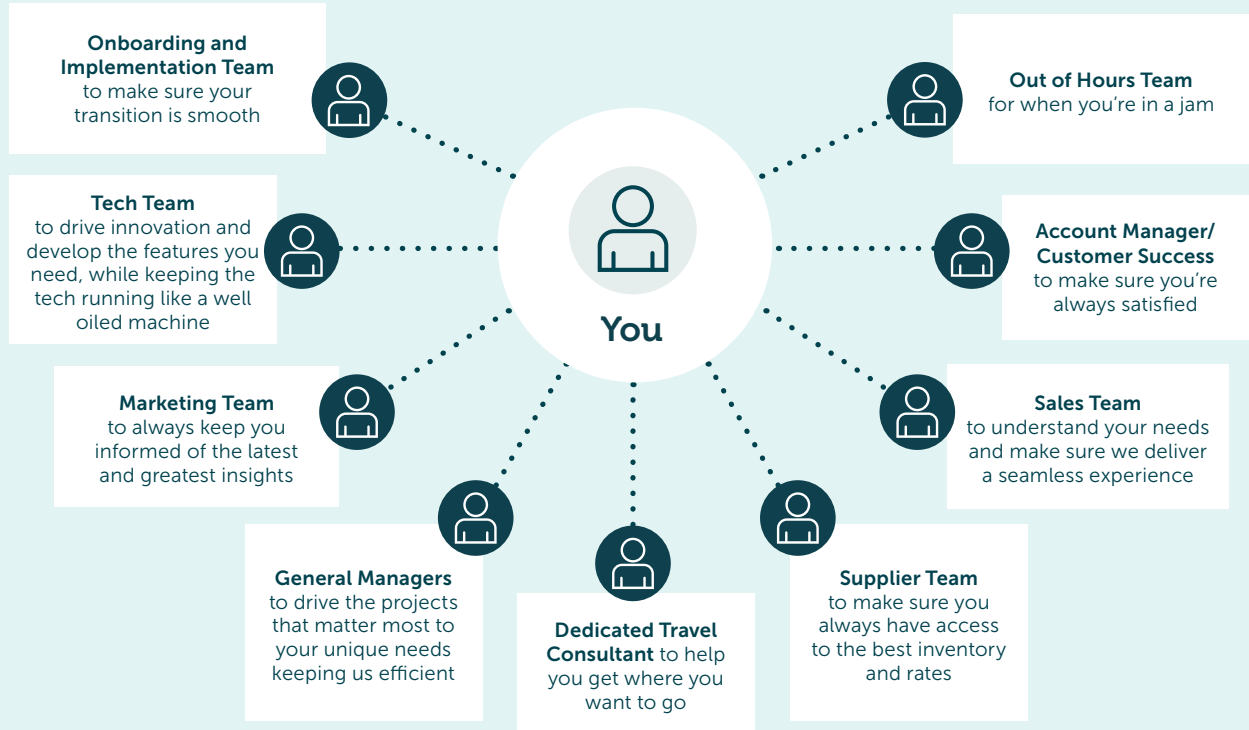 Onboarding and
Implementation Team
to make sure your
transition is smooth
Out of Hours Team
for when you're in a jam
Tech Team
to drive innovation and
develop the features you
need, while keeping the
tech running like a well
oiled machine
You
Account Manager/
Customer Success
to make sure you're
always satisfied
Marketing Team
to always keep you
informed of the latest
and greatest insights
Sales Team
to understand your needs
and make sure we deliver
a seamless experience
General Managers
to drive the projects
that matter most to
your unique needs
keeping us efficient
Dedicated Travel
Consultant to help
you get where you
want to go
Supplier Team
to make sure you
always have access
to the best inventory
and rates